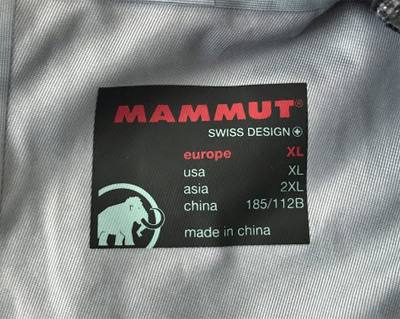 MAMMUT®
SWISS DESIGN
europe XL
usa XL
asia 2XL
china 185/112B
made in china